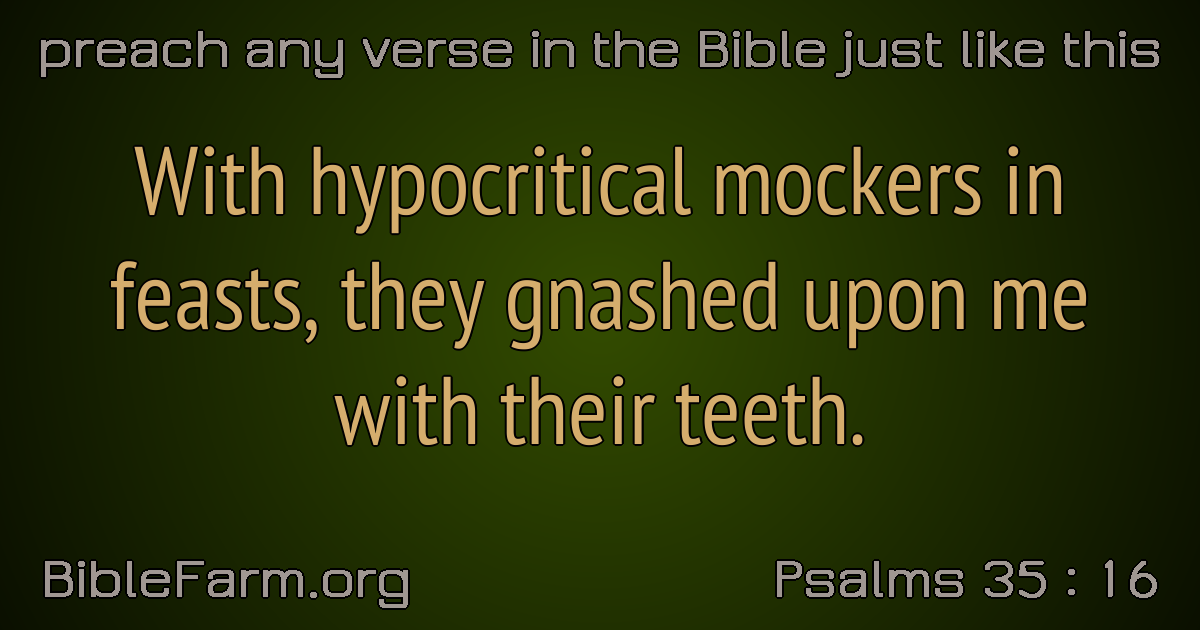 preach any verse in the Bible just like this
With hypocritical mockers in
feasts, they gnashed upon me
with their teeth.
BibleFarm.org
Psalms 35 : 16